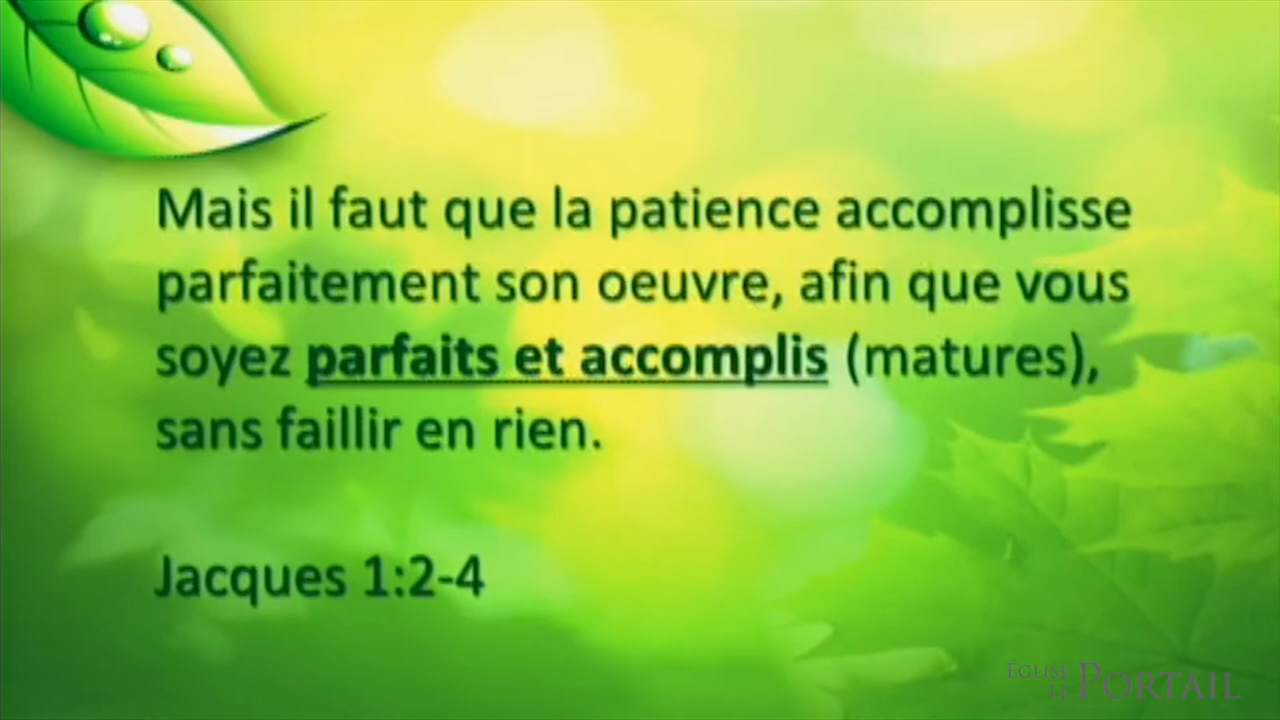 Mais il faut que la patience accomplisse
parfaitement son oeuvre, afin que vous
soyez parfaits et accomplis (matures),
sans faillir en rien.
Jacques 1:2-4
ÉGLISE
LE PORTAIL